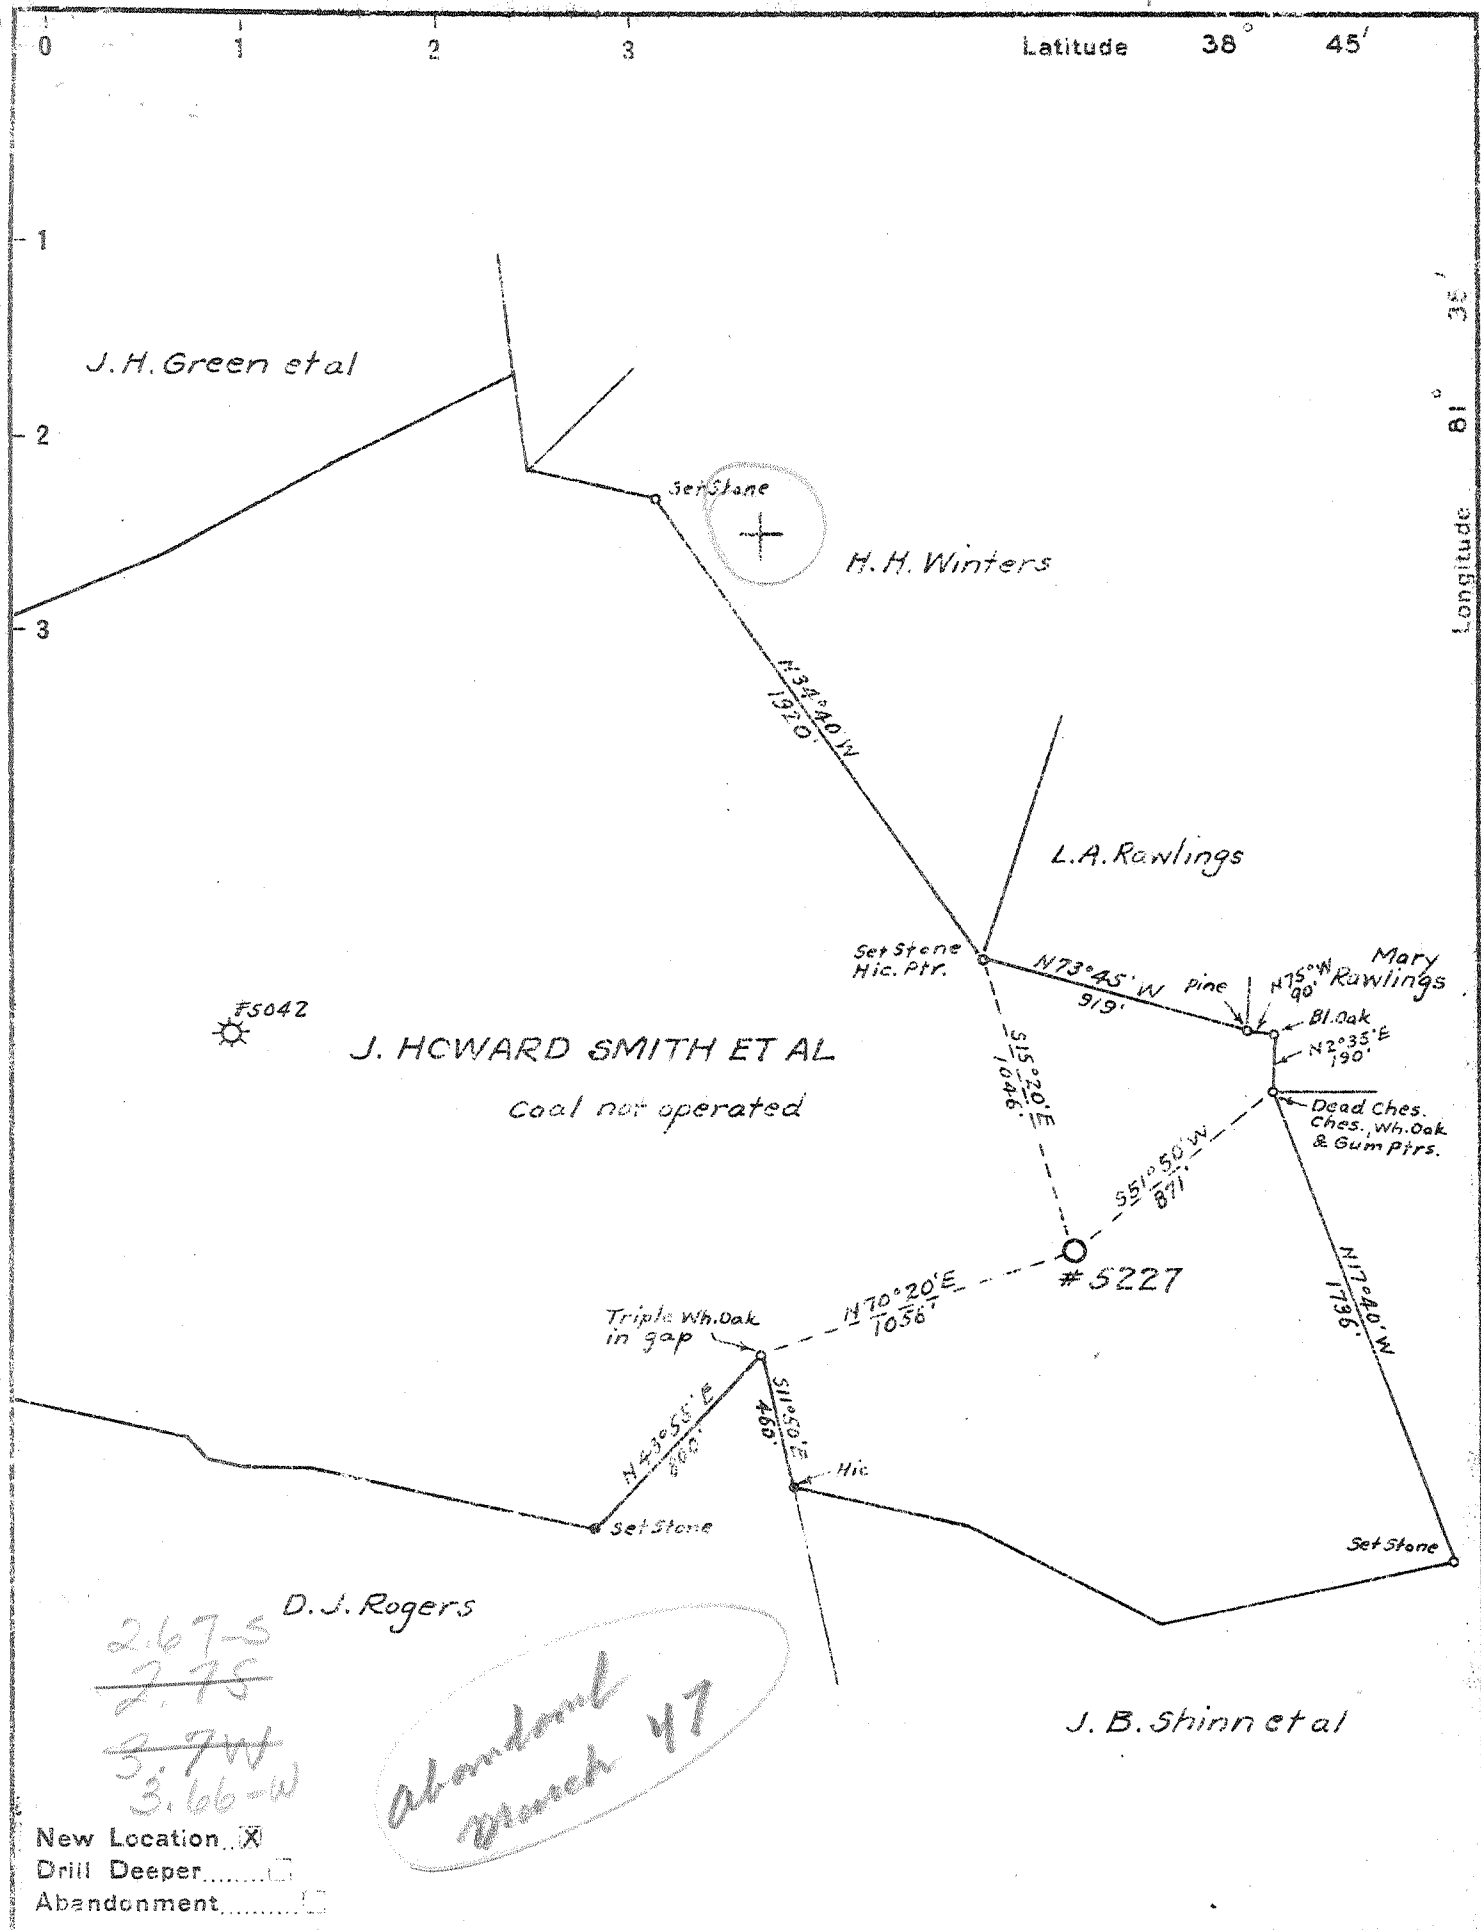 0 1 2 3 Latitude 38° 45'
1
Longitude 81° 35'
J.H. Green et al
2
Set Stone
H.H. Winters
3
N34°40'W
1920'
L.A. Rawlings
Set Stone
Hic. Ptr.
N73°45'W
919'
Pine
N75°W
90'
Mary
Rawlings
Bl. Oak
N2°35'E
190'
F5042
J. HOWARD SMITH ET AL
Coal not operated
S15°20'E
1046'
Dead Ches.
Ches., Wh. Oak
& Gum Ptrs.
S51°50'W
871'
#5227
N17°40'W
1736'
N70°20'E
1056'
Triple Wh. Oak
in gap
N43°55'E
800'
S11°50'E
460'
Hic
Set Stone
Set Stone
D.J. Rogers
2.67-S
2.7S
3.7W
3.66-W
March 47
J. B. Shinn et al
New Location X
Drill Deeper........
Abandonment..........